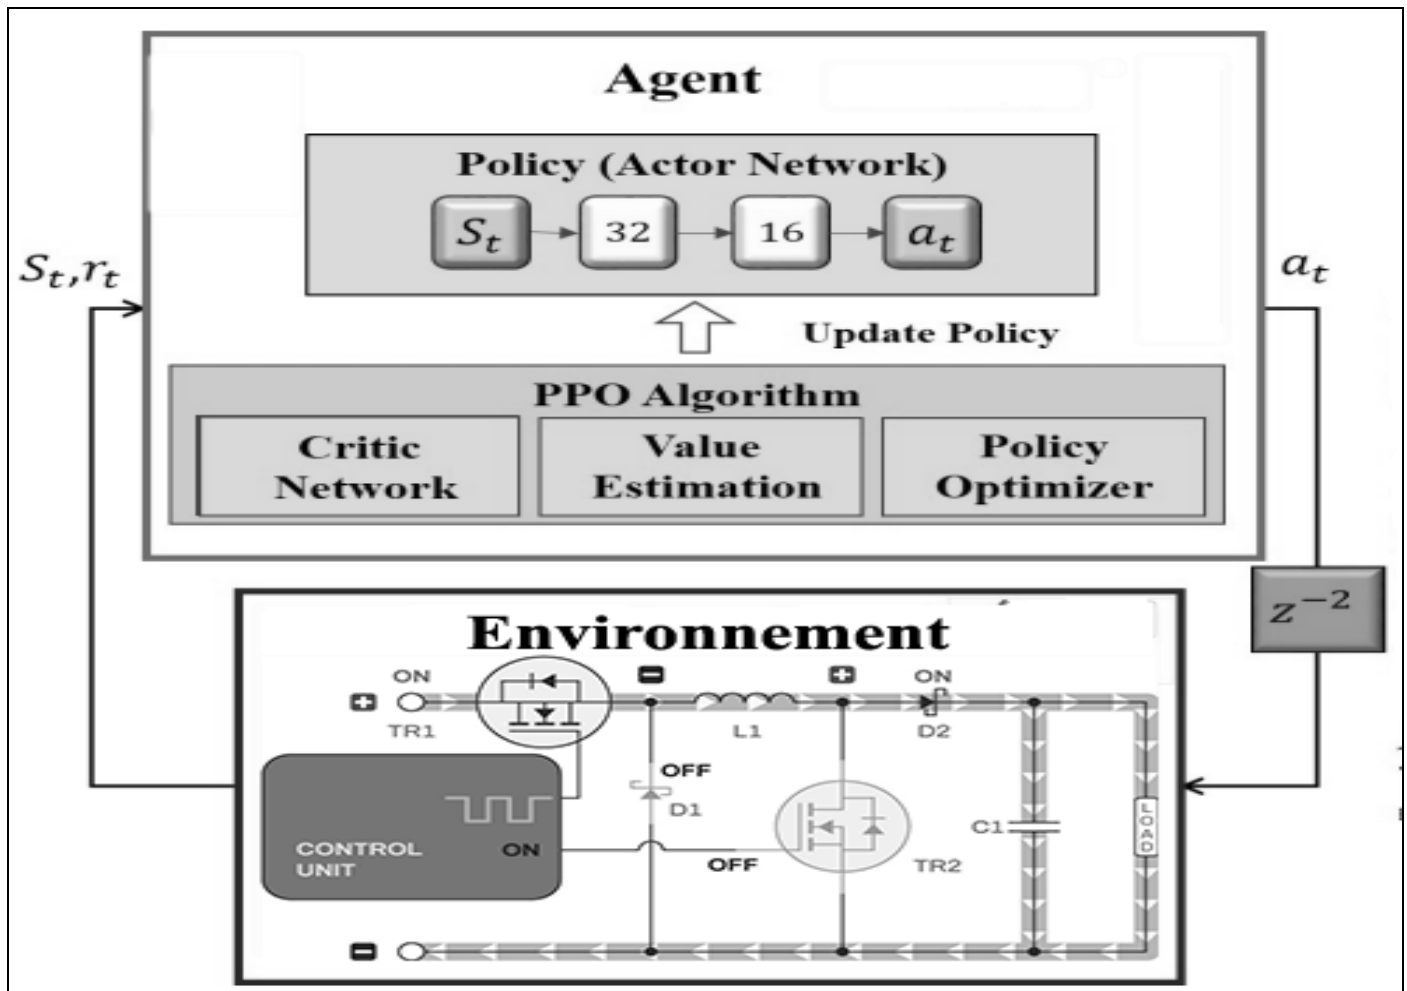 Agent
Policy (Actor Network)
S_t 32 16 a_t
S_t,r_t
a_t
Update Policy
PPO Algorithm
Critic
Network
Value
Estimation
Policy
Optimizer
z^{-2}
Environnement
ON
ON
TR1
L1
D2
OFF
D1
CONTROL
UNIT
ON
OFF
TR2
C1
LOAD